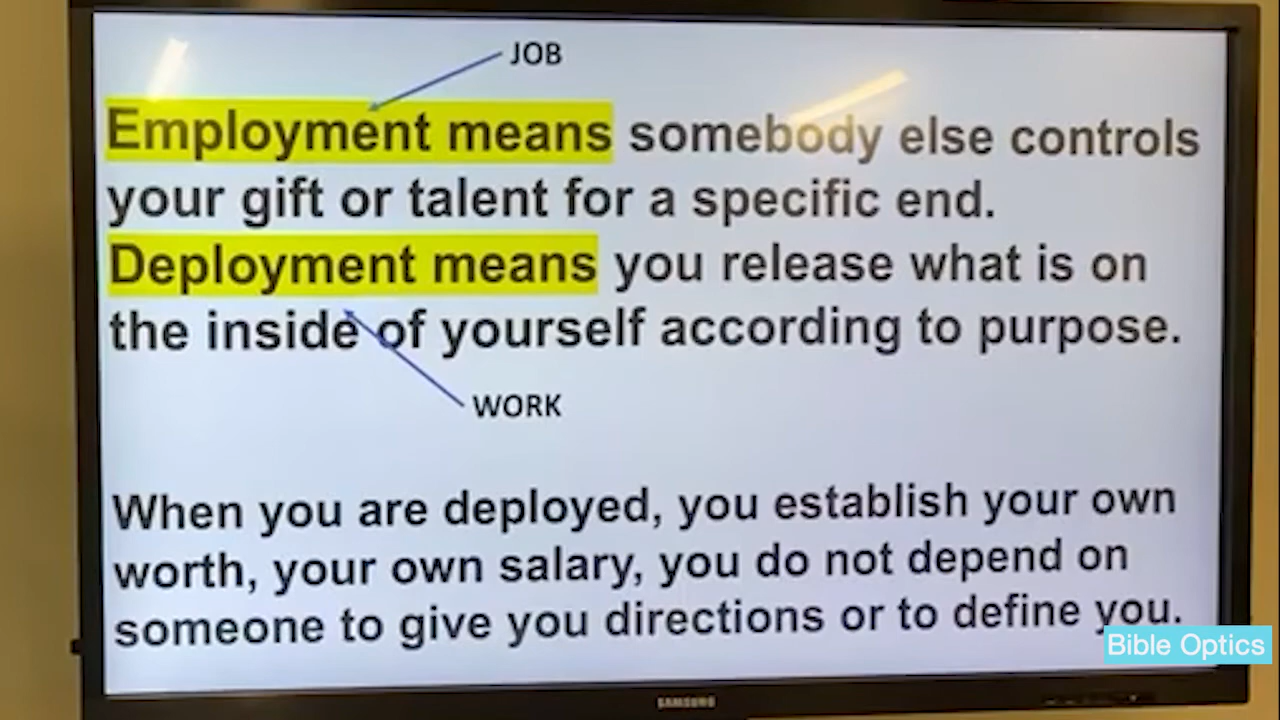 JOB
Employment means somebody else controls
your gift or talent for a specific end.
Deployment means you release what is on
the inside of yourself according to purpose.
WORK
When you are deployed, you establish your own
worth, your own salary, you do not depend on
someone to give you directions or to define you.
Bible Optics
SAMSUNG